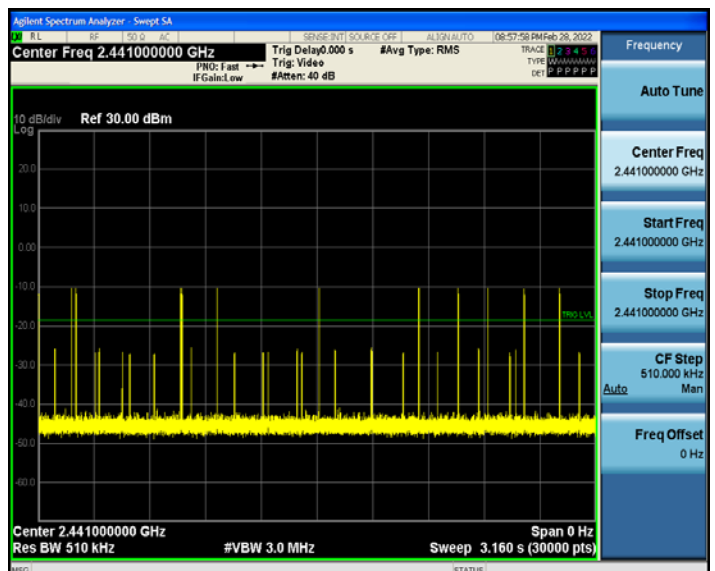 Agilent Spectrum Analyzer - Swept SA
RL RF 50 Ω AC SENSE:INT SOURCE OFF ALIGN AUTO 08:57:58 PM Feb 28, 2022
Center Freq 2.441000000 GHz
Trig Delay0.000 s #Avg Type: RMS
TRACE 1 2 3 4 5 6
PNO: Fast Trig: Video
TYPE WWWWWW
IFGain:Low #Atten: 40 dB
DET P P P P P P
10 dB/div Ref 30.00 dBm
Log
20.0
10.0
0.00
-10.0
TRIG LVL
-20.0
-30.0
-40.0
-50.0
-60.0
Center 2.441000000 GHz Span 0 Hz
Res BW 510 kHz #VBW 3.0 MHz Sweep 3.160 s (30000 pts)
MSG STATUS
Frequency
Auto Tune
Center Freq
2.441000000 GHz
Start Freq
2.441000000 GHz
Stop Freq
2.441000000 GHz
CF Step
510.000 kHz
Auto Man
Freq Offset
0 Hz